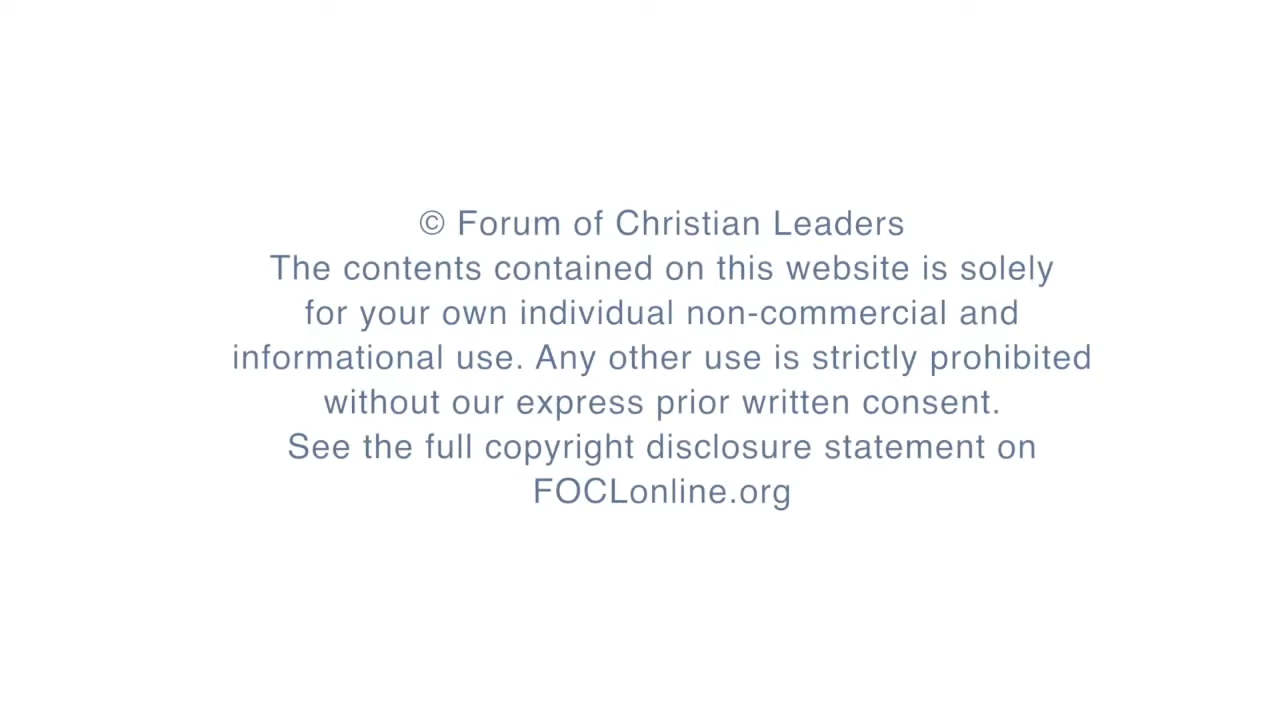 © Forum of Christian Leaders
The contents contained on this website is solely
for your own individual non-commercial and
informational use. Any other use is strictly prohibited
without our express prior written consent.
See the full copyright disclosure statement on
FOCLonline.org